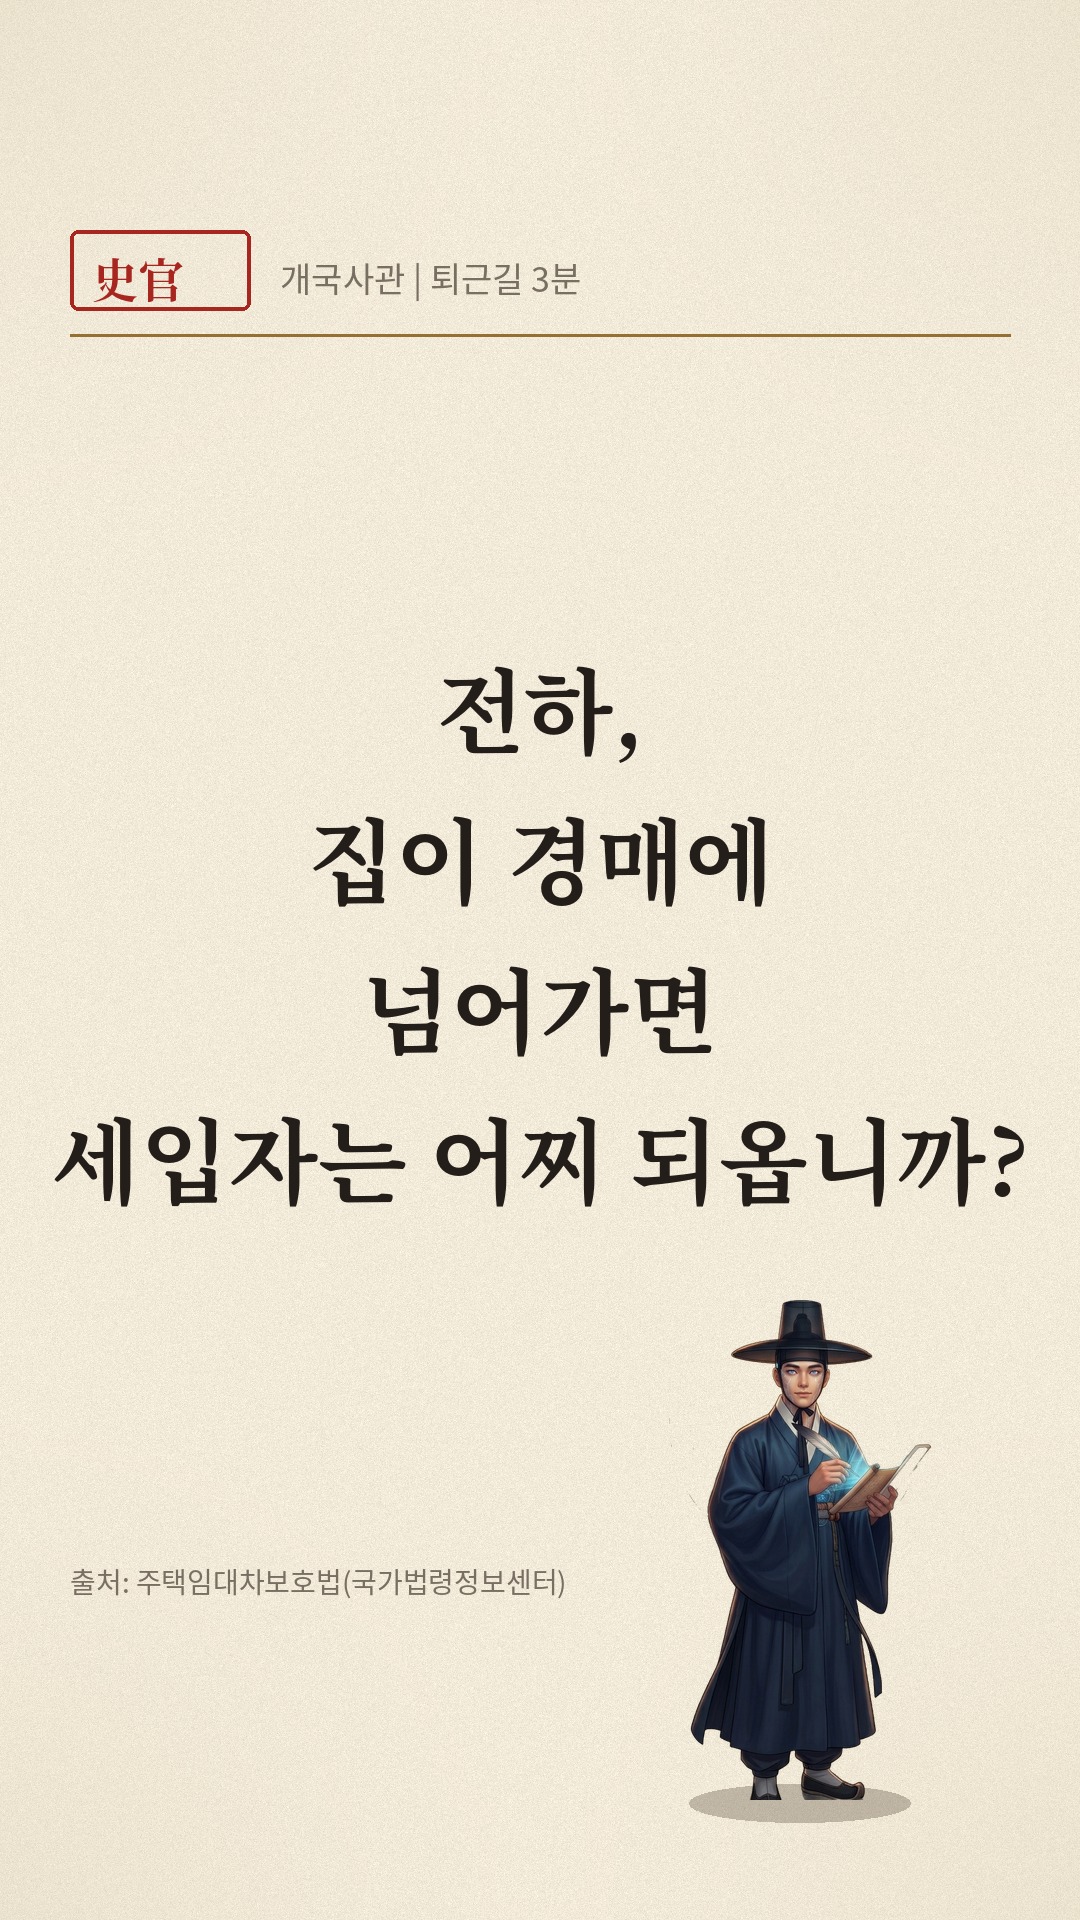 史官
개국사관 | 퇴근길 3분
전하,
집이 경매에
넘어가면
세입자는 어찌 되옵니까?
출처: 주택임대차보호법(국가법령정보센터)